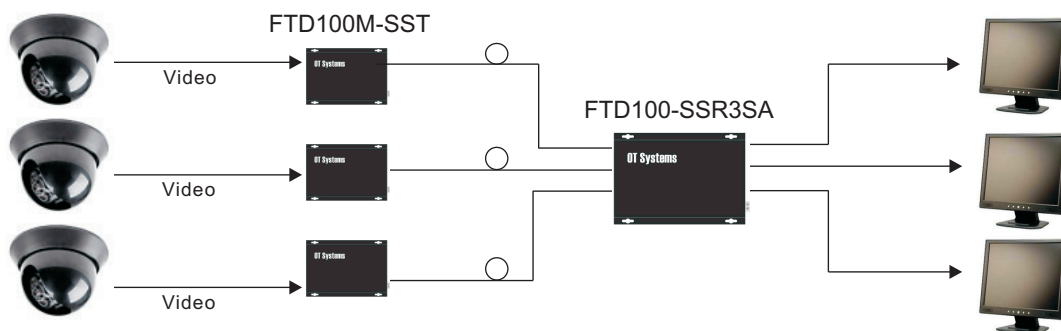 FTD100M-SST
OT Systems
Video
FTD100-SSR3SA
OT Systems
OT Systems
Video
OT Systems
Video